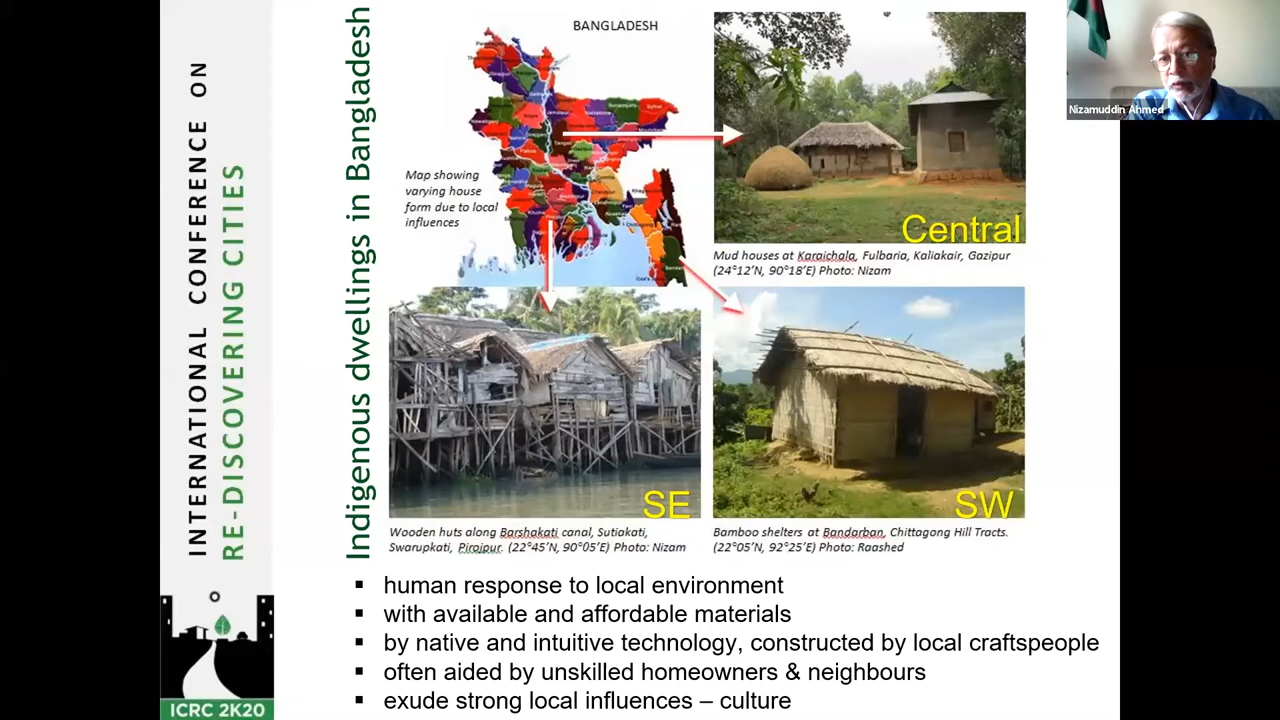 INTERNATIONAL CONFERENCE ON
RE-DISCOVERING CITIES
ICRC 2K20
Indigenous dwellings in Bangladesh
BANGLADESH
Map showing
varying house
form due to local
influences
Central
Mud houses at Karaichala, Fulbaria, Kaliakair, Gazipur
(24°12'N, 90°18'E) Photo: Nizam
SE
Wooden huts along Barshakati canal, Sutiakati,
Swarupkati, Pirojpur. (22°45'N, 90°05'E) Photo: Nizam
SW
Bamboo shelters at Bandarban, Chittagong Hill Tracts.
(22°05'N, 92°25'E) Photo: Raashed
▪ human response to local environment
▪ with available and affordable materials
▪ by native and intuitive technology, constructed by local craftspeople
▪ often aided by unskilled homeowners & neighbours
▪ exude strong local influences – culture
Nizamuddin Ahmed